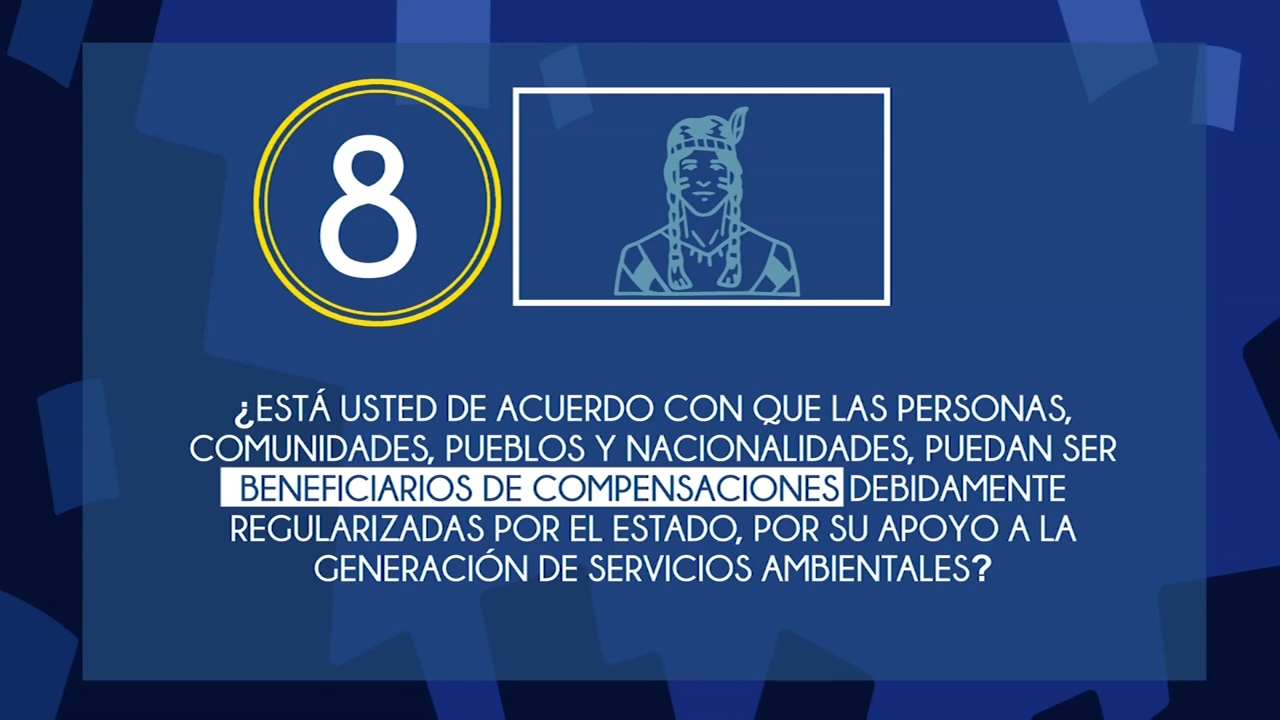 8
¿ESTÁ USTED DE ACUERDO CON QUE LAS PERSONAS,
COMUNIDADES, PUEBLOS Y NACIONALIDADES, PUEDAN SER
BENEFICIARIOS DE COMPENSACIONES DEBIDAMENTE
REGULARIZADAS POR EL ESTADO, POR SU APOYO A LA
GENERACIÓN DE SERVICIOS AMBIENTALES?